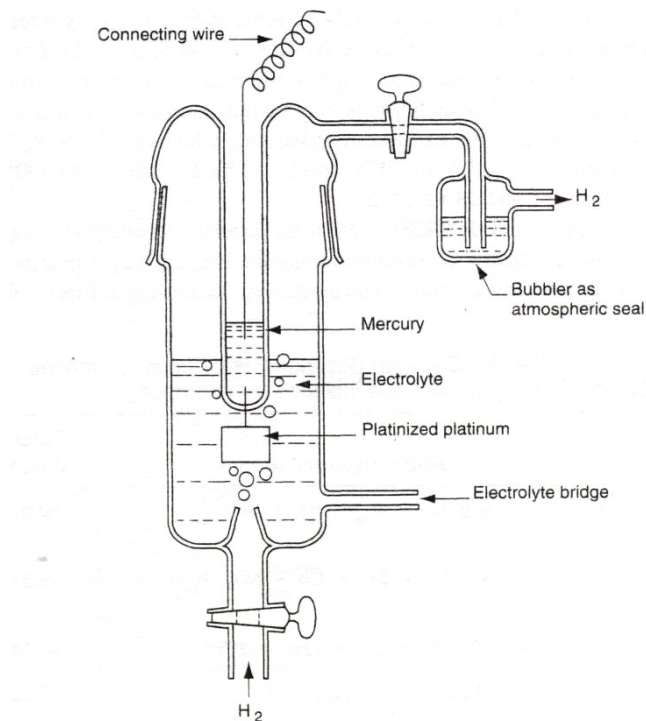 Connecting wire
H2
Bubbler as
atmospheric seal
Mercury
Electrolyte
Platinized platinum
Electrolyte bridge
H2